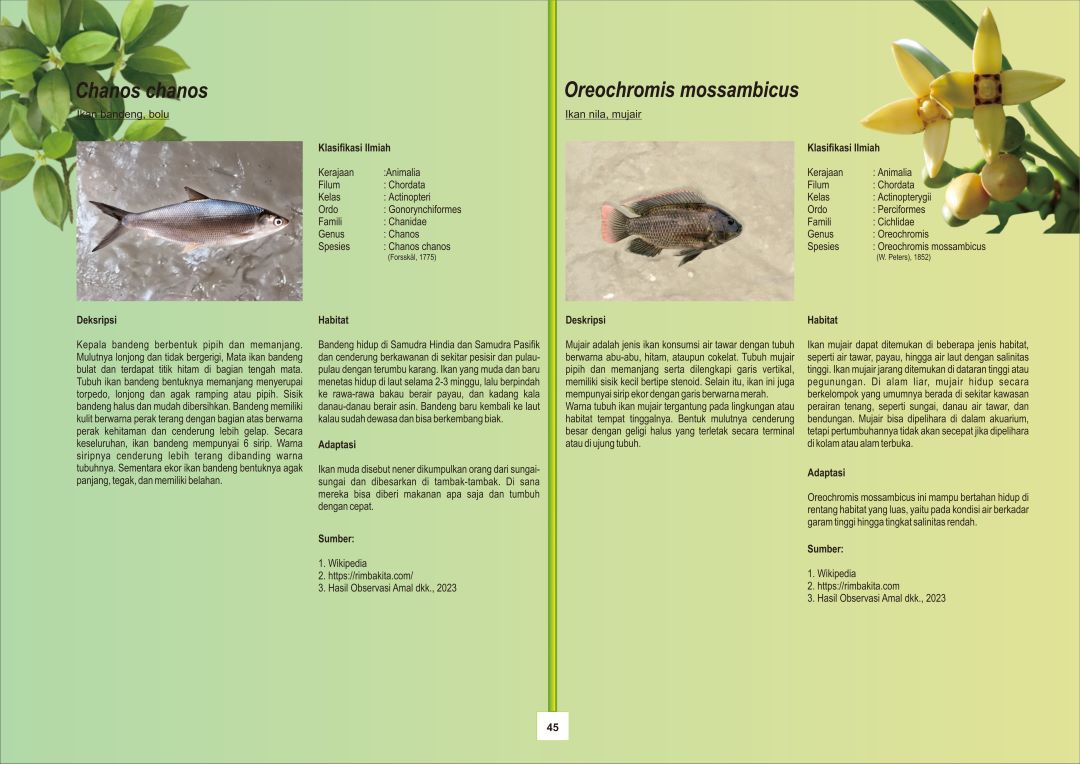 Chanos chanos
Ikan bandeng, bolu
Klasifikasi Ilmiah
Kerajaan :Animalia
Filum : Chordata
Kelas : Actinopteri
Ordo : Gonorynchiformes
Famili : Chanidae
Genus : Chanos
Spesies : Chanos chanos
(Forsskål, 1775)
Deksripsi
Kepala bandeng berbentuk pipih dan memanjang.
Mulutnya lonjong dan tidak bergerigi, Mata ikan bandeng
bulat dan terdapat titik hitam di bagian tengah mata.
Tubuh ikan bandeng bentuknya memanjang menyerupai
torpedo, lonjong dan agak ramping atau pipih. Sisik
bandeng halus dan mudah dibersihkan. Bandeng memiliki
kulit berwarna perak terang dengan bagian atas berwarna
perak kehitaman dan cenderung lebih gelap. Secara
keseluruhan, ikan bandeng mempunyai 6 sirip. Warna
siripnya cenderung lebih terang dibanding warna
tubuhnya. Sementara ekor ikan bandeng bentuknya agak
panjang, tegak, dan memiliki belahan.
Habitat
Bandeng hidup di Samudra Hindia dan Samudra Pasifik
dan cenderung berkawanan di sekitar pesisir dan pulau-
pulau dengan terumbu karang. Ikan yang muda dan baru
menetas hidup di laut selama 2-3 minggu, lalu berpindah
ke rawa-rawa bakau berair payau, dan kadang kala
danau-danau berair asin. Bandeng baru kembali ke laut
kalau sudah dewasa dan bisa berkembang biak.
Adaptasi
Ikan muda disebut nener dikumpulkan orang dari sungai-
sungai dan dibesarkan di tambak-tambak. Di sana
mereka bisa diberi makanan apa saja dan tumbuh
dengan cepat.
Sumber:
1. Wikipedia
2. https://rimbakita.com/
3. Hasil Observasi Amal dkk., 2023
Oreochromis mossambicus
Ikan nila, mujair
Klasifikasi Ilmiah
Kerajaan : Animalia
Filum : Chordata
Kelas : Actinopterygii
Ordo : Perciformes
Famili : Cichlidae
Genus : Oreochromis
Spesies : Oreochromis mossambicus
(W. Peters), 1852)
Deskripsi
Mujair adalah jenis ikan konsumsi air tawar dengan tubuh
berwarna abu-abu, hitam, ataupun cokelat. Tubuh mujair
pipih dan memanjang serta dilengkapi garis vertikal,
memiliki sisik kecil bertipe stenoid. Selain itu, ikan ini juga
mempunyai sirip ekor dengan garis berwarna merah.
Warna tubuh ikan mujair tergantung pada lingkungan atau
habitat tempat tinggalnya. Bentuk mulutnya cenderung
besar dengan geligi halus yang terletak secara terminal
atau di ujung tubuh.
Habitat
Ikan mujair dapat ditemukan di beberapa jenis habitat,
seperti air tawar, payau, hingga air laut dengan salinitas
tinggi. Ikan mujair jarang ditemukan di dataran tinggi atau
pegunungan. Di alam liar, mujair hidup secara
berkelompok yang umumnya berada di sekitar kawasan
perairan tenang, seperti sungai, danau air tawar, dan
bendungan. Mujair bisa dipelihara di dalam akuarium,
tetapi pertumbuhannya tidak akan secepat jika dipelihara
di kolam atau alam terbuka.
Adaptasi
Oreochromis mossambicus ini mampu bertahan hidup di
rentang habitat yang luas, yaitu pada kondisi air berkadar
garam tinggi hingga tingkat salinitas rendah.
Sumber:
1. Wikipedia
2. https://rimbakita.com
3. Hasil Observasi Amal dkk., 2023
45